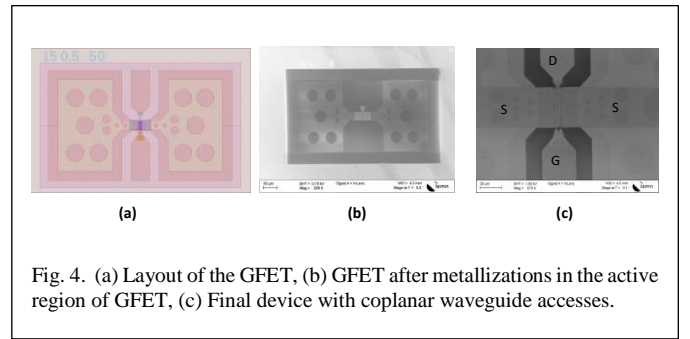 15 0.5 50
D
S
S
G
(a)
(b)
(c)
Fig. 4. (a) Layout of the GFET, (b) GFET after metallizations in the active
region of GFET, (c) Final device with coplanar waveguide accesses.